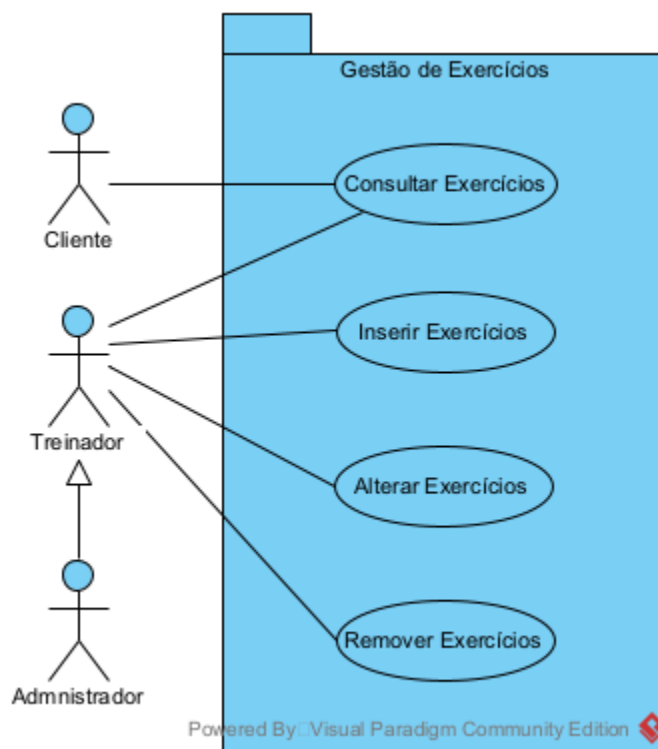 Gestão de Exercícios
Consultar Exercícios
Cliente
Inserir Exercícios
Treinador
Alterar Exercícios
Remover Exercícios
Admnistrador
Powered By Visual Paradigm Community Edition